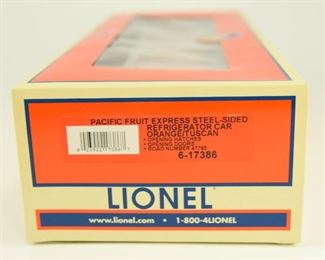 PACIFIC FRUIT EXPRESS STEEL-SIDED
REFRIGERATOR CAR
ORANGE/TUSCAN
• OPENING HATCHES
• OPENING DOORS
• ROAD NUMBER 47765
6-17386
LIONEL
www.lionel.com • 1-800-4LIONEL